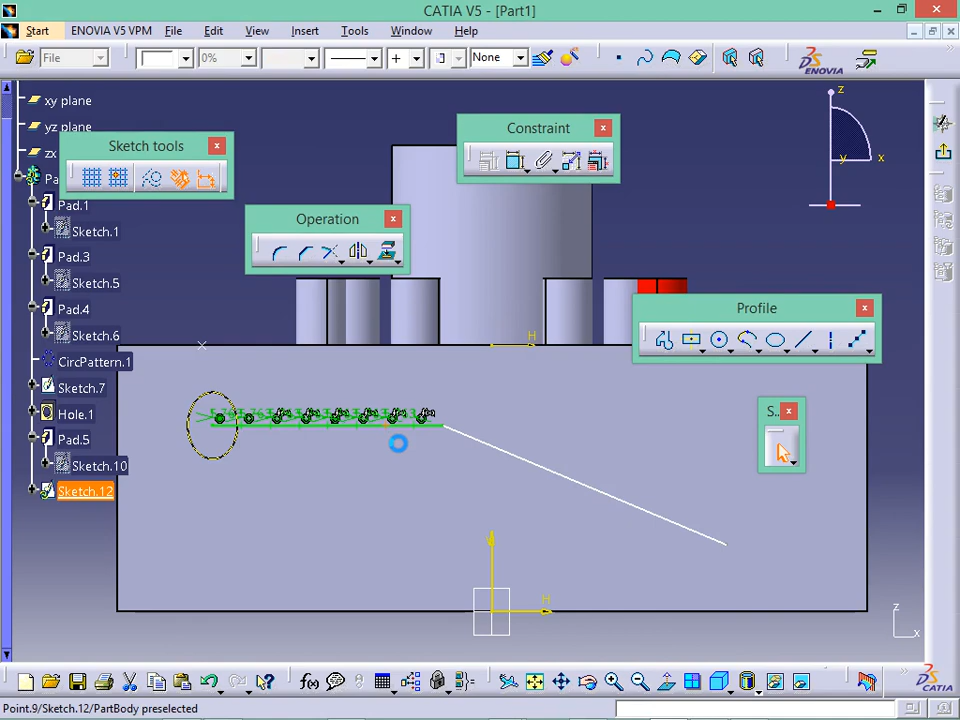 CATIA V5 - [Part1]
Start ENOVIA V5 VPM File Edit View Insert Tools Window Help
File 0% None ENOVIA
xy plane
yz plane
zx
Pa
Pad.1
Sketch.1
Pad.3
Sketch.5
Pad.4
Sketch.6
CircPattern.1
Sketch.7
Hole.1
Pad.5
Sketch.10
Sketch.12
Sketch tools
Operation
Constraint
Profile
S..
z
x
y
H
V
H
z
x
f(x)
CATIA
Point.9/Sketch.12/PartBody preselected